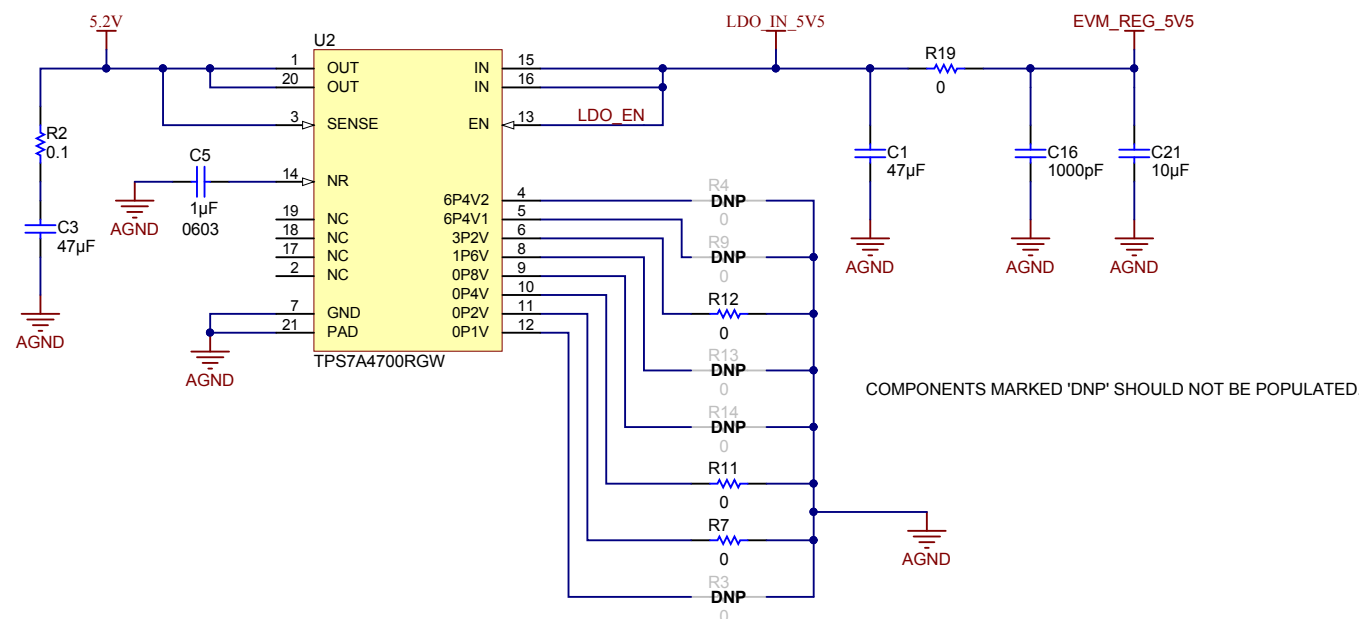 5.2V
LDO_IN_5V5
EVM_REG_5V5
U2
R19
0
1
20
3
14
19
18
17
2
7
21
OUT
OUT
SENSE
NR
NC
NC
NC
NC
GND
PAD
IN
IN
EN
6P4V2
6P4V1
3P2V
1P6V
0P8V
0P4V
0P2V
0P1V
15
16
13
4
5
6
8
9
10
11
12
TPS7A4700RGW
LDO_EN
R2
0.1
C3
47µF
AGND
C5
1µF
0603
AGND
AGND
C1
47µF
AGND
C16
1000pF
AGND
C21
10µF
AGND
R4
DNP
0
R9
DNP
0
R12
0
R13
DNP
0
R14
DNP
0
R11
0
R7
0
R3
DNP
0
AGND
COMPONENTS MARKED 'DNP' SHOULD NOT BE POPULATED.